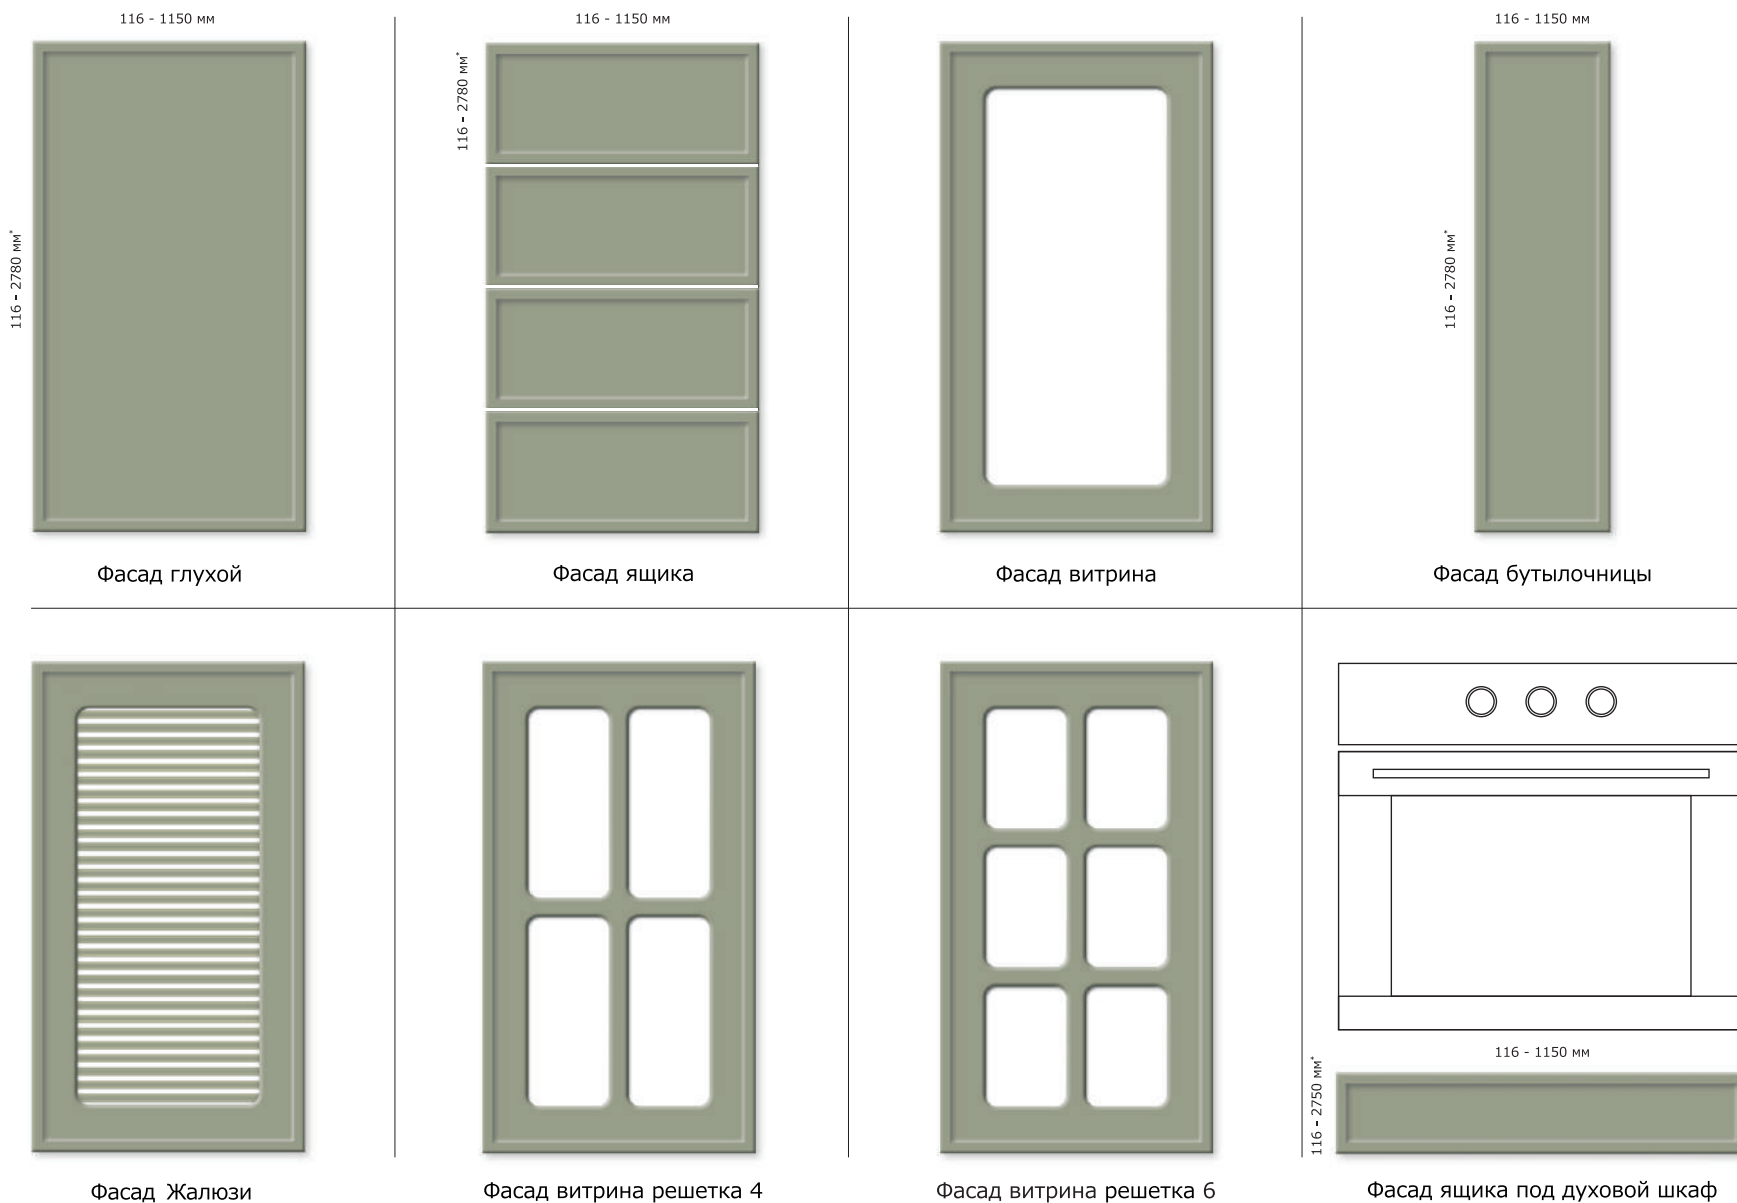 116 - 1150 мм
116 - 1150 мм
116 - 1150 мм
116 - 2780 мм*
116 - 2780 мм*
116 - 2780 мм*
Фасад глухой
Фасад ящика
Фасад витрина
Фасад бутылочницы
116 - 1150 мм
116 - 2750 мм*
Фасад Жалюзи
Фасад витрина решетка 4
Фасад витрина решетка 6
Фасад ящика под духовой шкаф